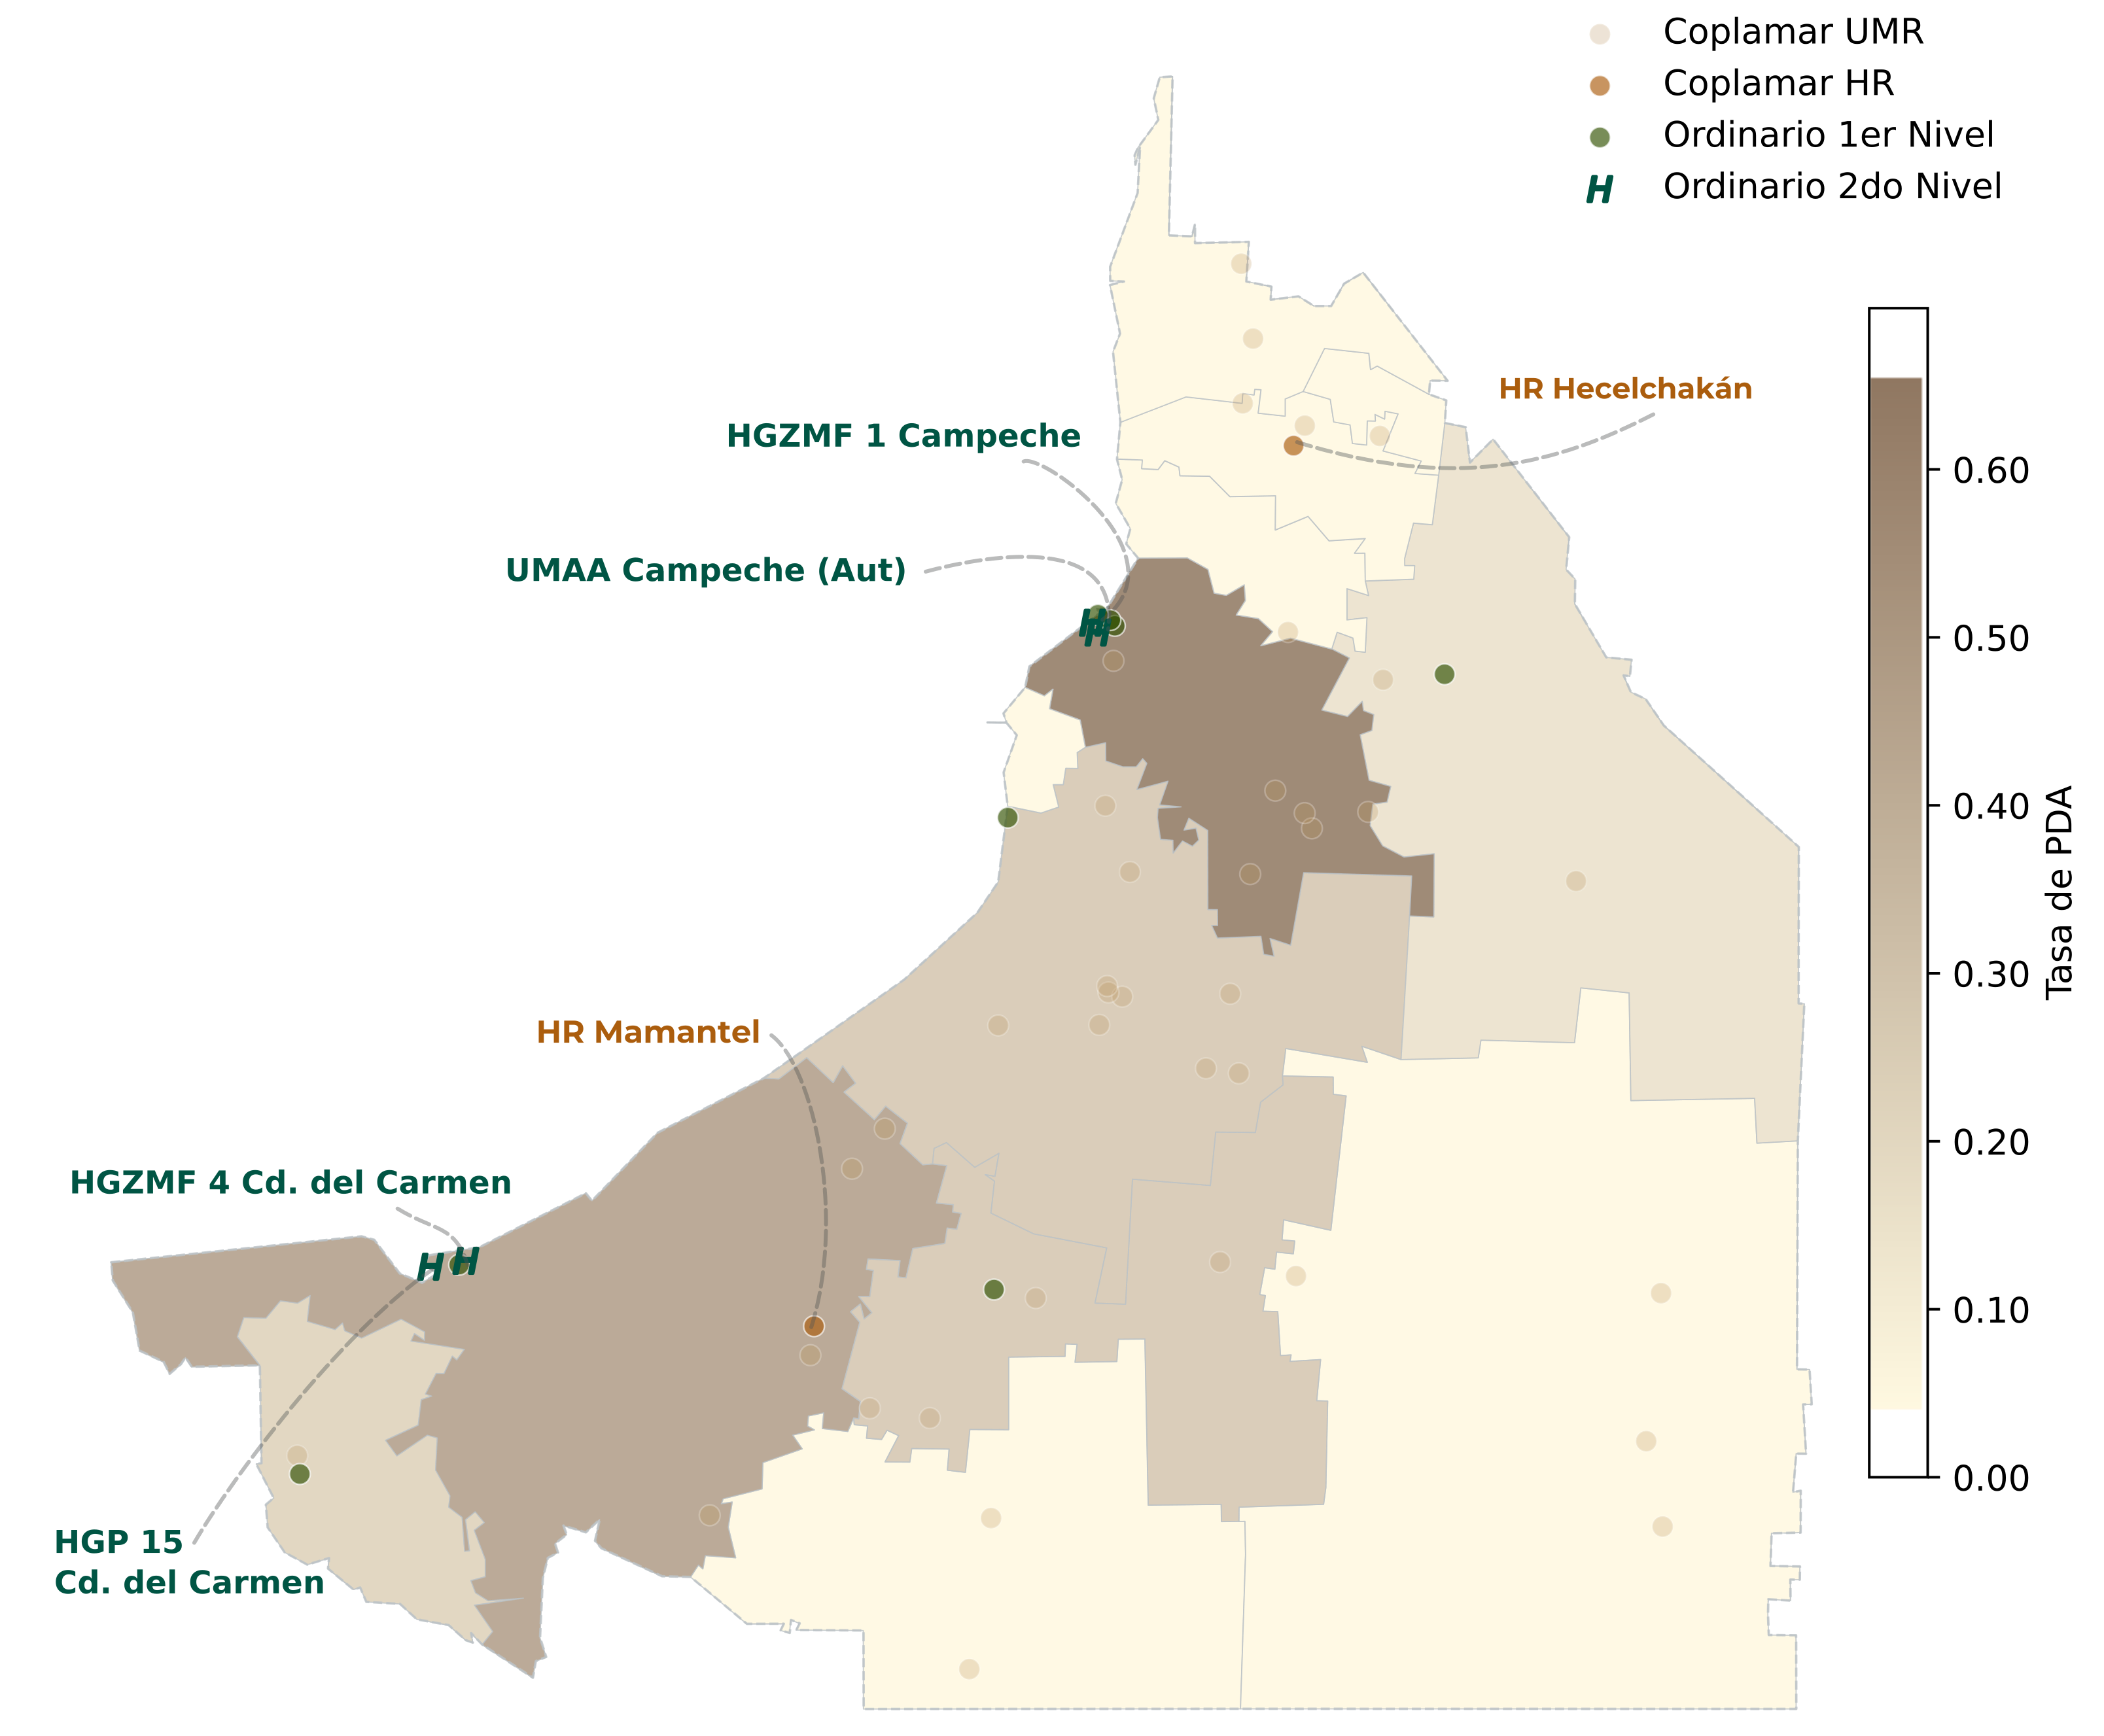 Coplamar UMR
Coplamar HR
Ordinario 1er Nivel
H Ordinario 2do Nivel
HR Hecelchakán
HGZMF 1 Campeche
UMAA Campeche (Aut)
H
H
HR Mamantel
HGZMF 4 Cd. del Carmen
H H
HGP 15
Cd. del Carmen
0.60
0.50
0.40
0.30
0.20
0.10
0.00
Tasa de PDA